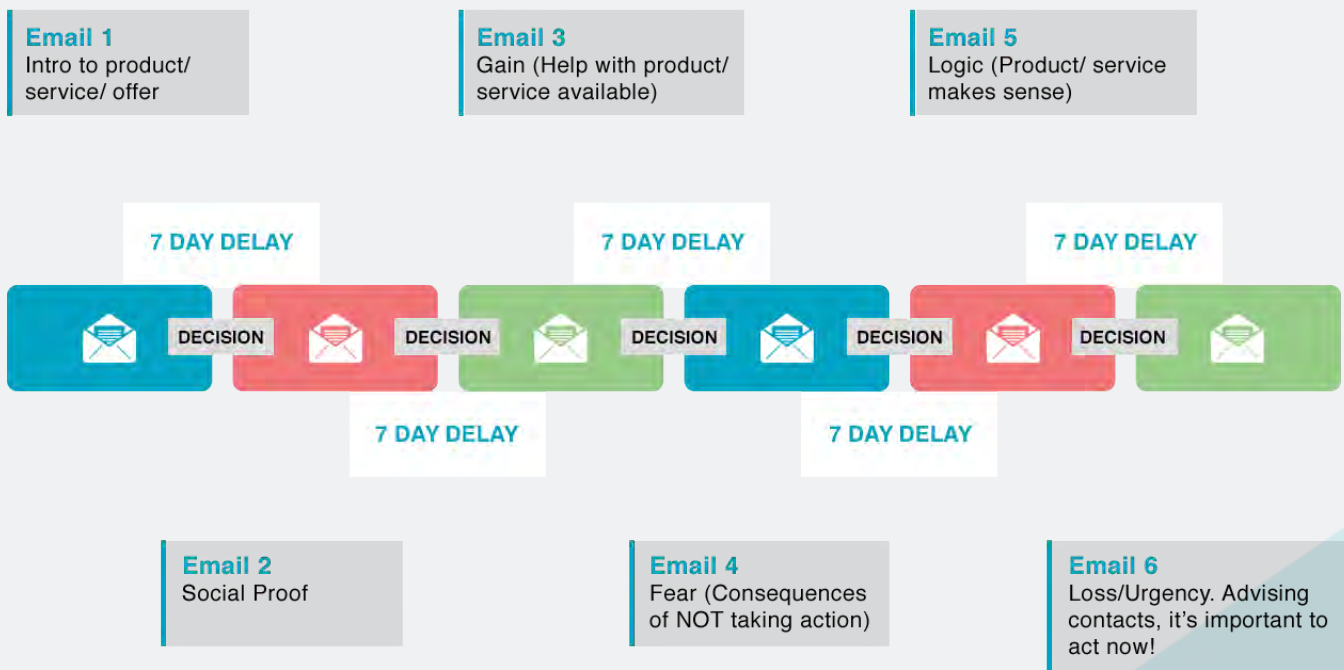 Email 1
Intro to product/
service/ offer
Email 3
Gain (Help with product/
service available)
Email 5
Logic (Product/ service
makes sense)
7 DAY DELAY
7 DAY DELAY
7 DAY DELAY
DECISION
DECISION
DECISION
DECISION
DECISION
7 DAY DELAY
7 DAY DELAY
Email 2
Social Proof
Email 4
Fear (Consequences
of NOT taking action)
Email 6
Loss/Urgency. Advising
contacts, it’s important to
act now!